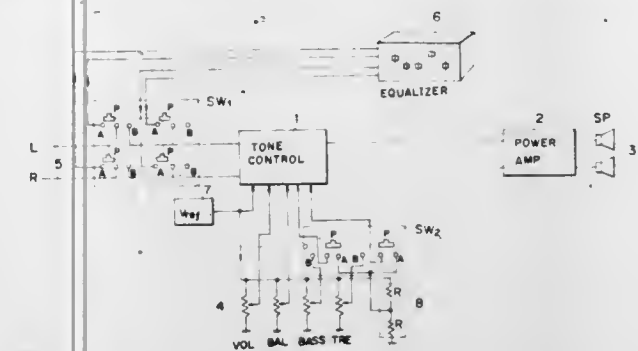 6
EQUALIZER
P P SW1
A B A B
1
2
SP
L
TONE CONTROL
POWER AMP
3
5
P P
R
A B A B
7
Vref
P P SW2
B A B A
4
R
8
R
VOL BAL BASS TRE